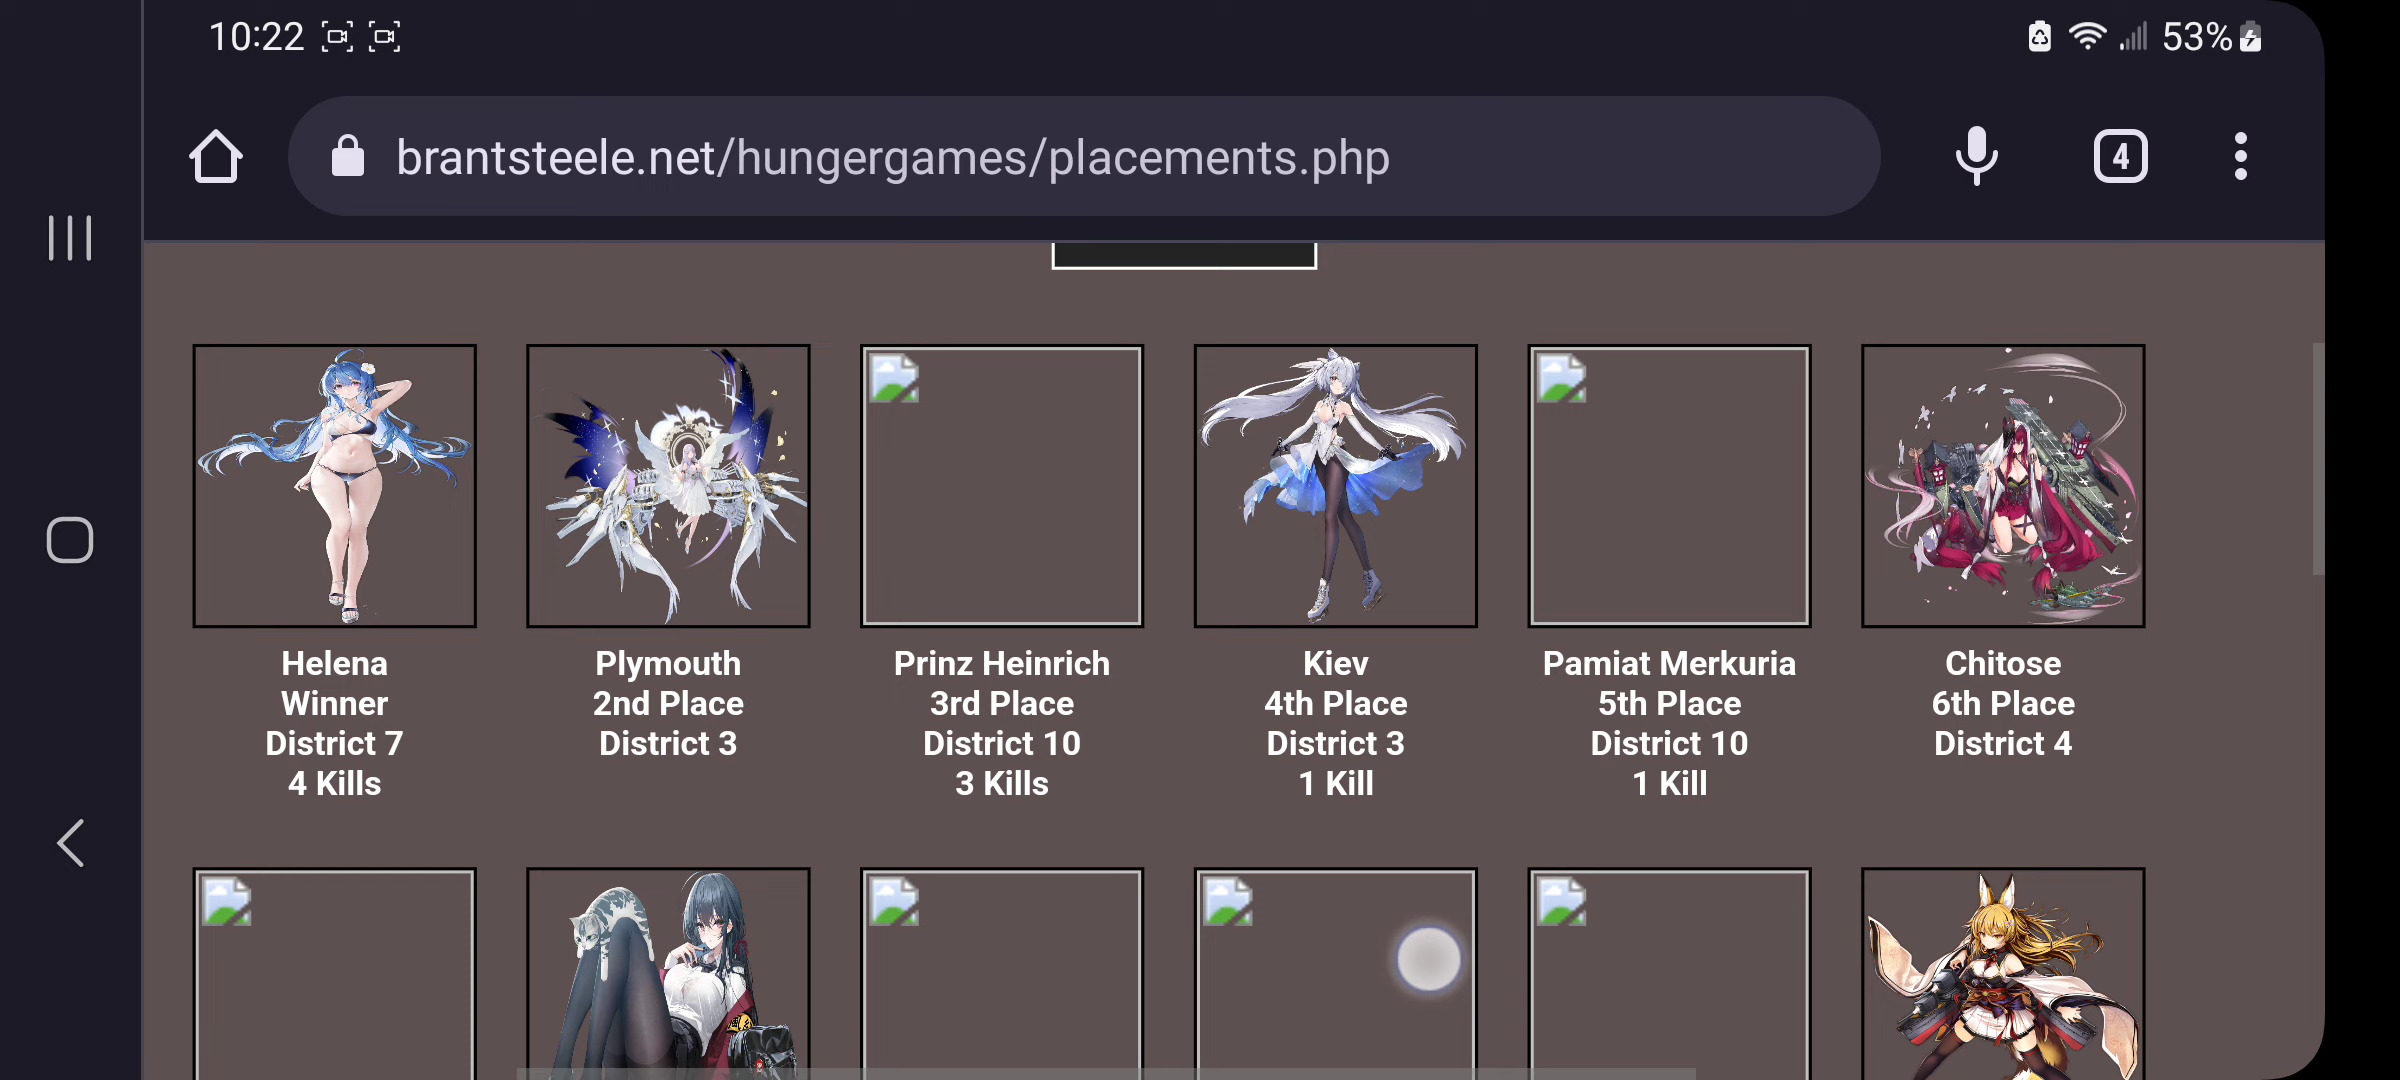 10:22
53%
brantsteele.net/hungergames/placements.php
4
Helena
Winner
District 7
4 Kills
Plymouth
2nd Place
District 3
Prinz Heinrich
3rd Place
District 10
3 Kills
Kiev
4th Place
District 3
1 Kill
Pamiat Merkuria
5th Place
District 10
1 Kill
Chitose
6th Place
District 4